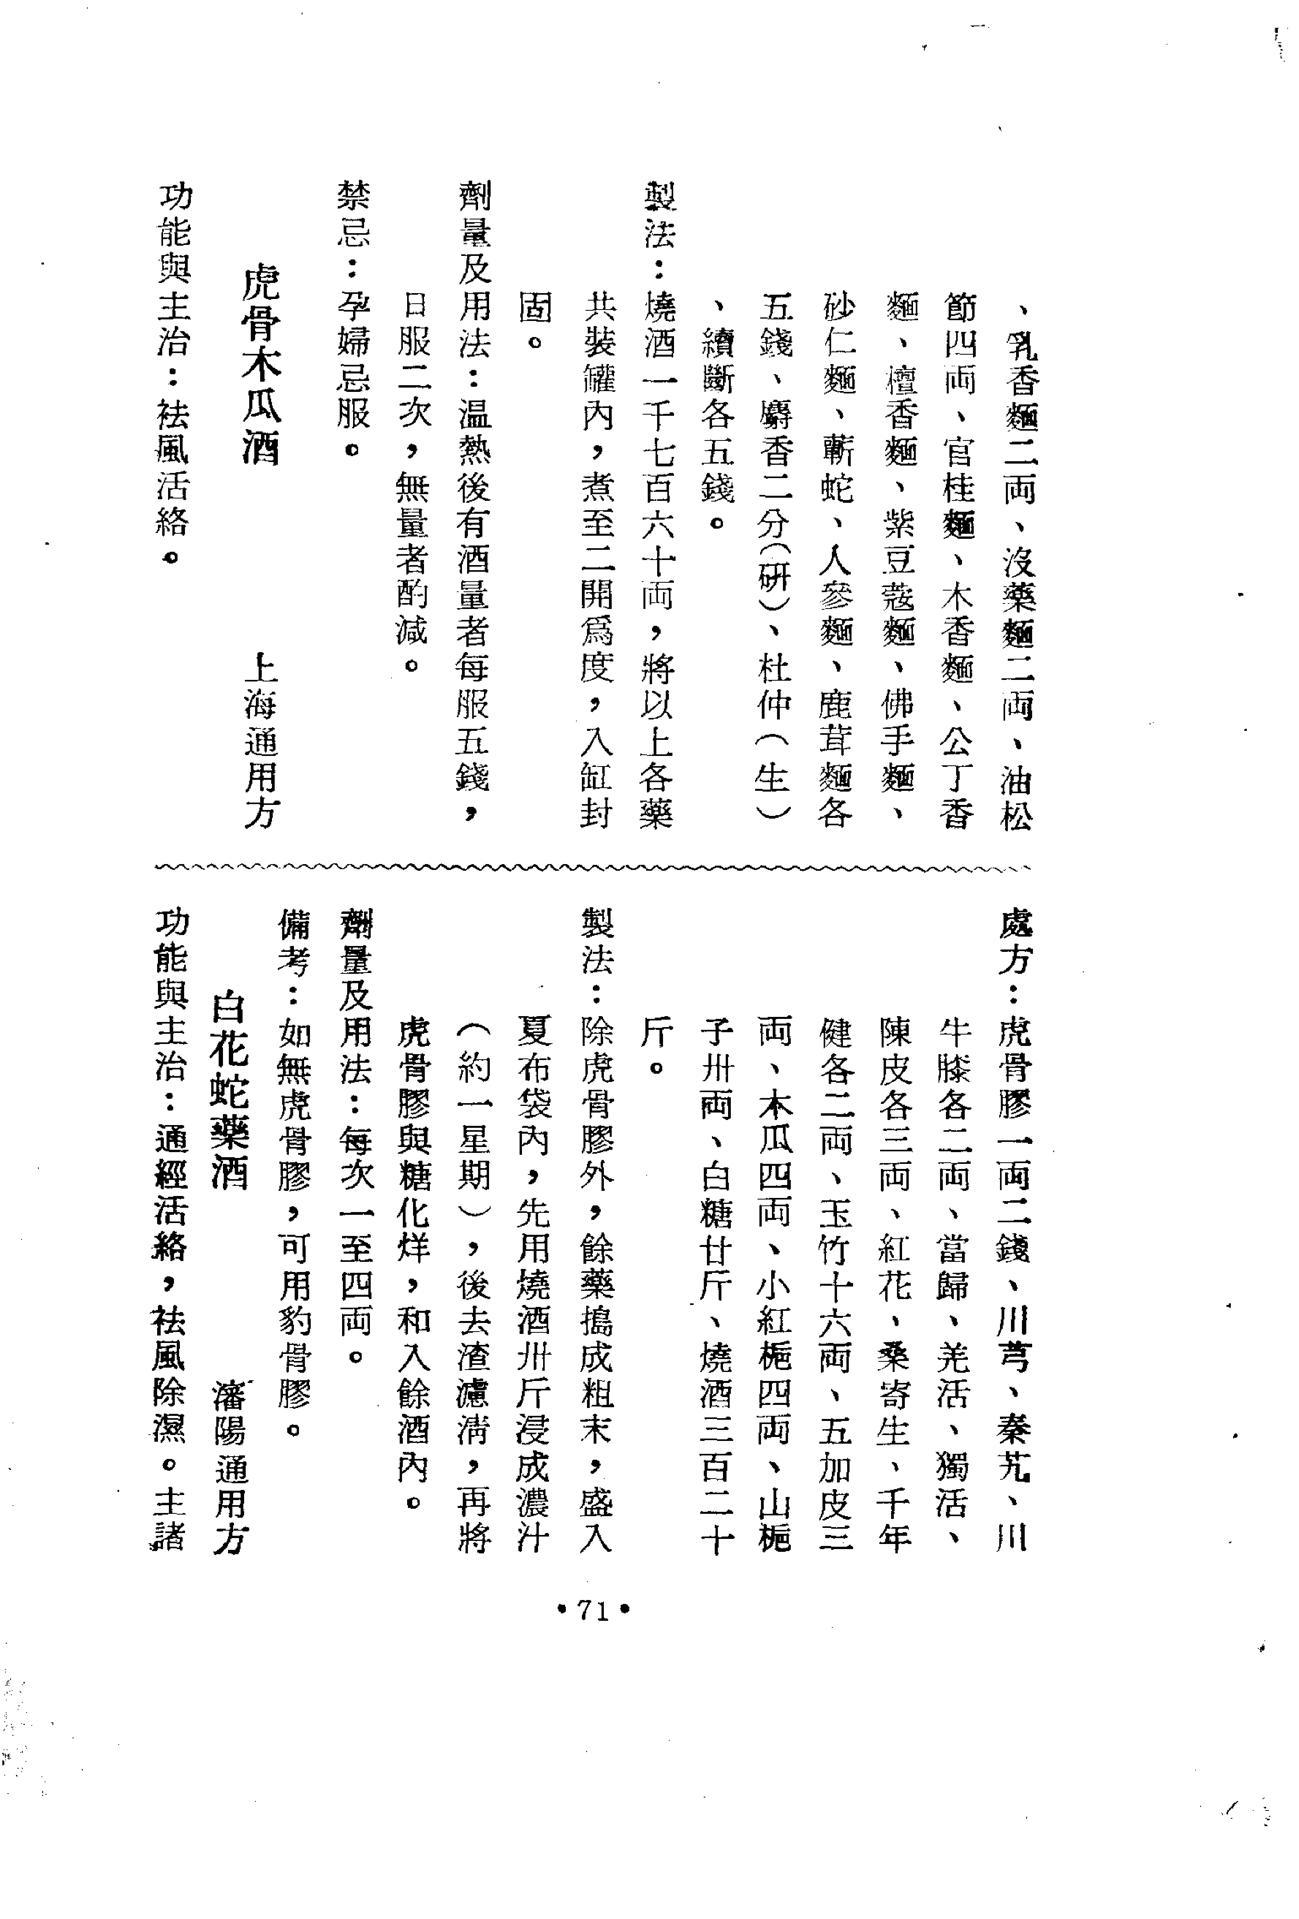 、乳香麵二両、沒藥麵二両、油松
節四両、官桂麵、木香麵、公丁香
麵、檀香麵、紫豆蔻麵、佛手麵、
砂仁麵、蘄蛇、人參麵、鹿茸麵各
五錢、麝香二分（研）、杜仲（生）
、續斷各五錢。
製法：燒酒一千七百六十両，將以上各藥
共裝罐內，煮至二開爲度，入缸封
固。
劑量及用法：温熱後有酒量者每服五錢，
日服二次，無量者酌減。
禁忌：孕婦忌服。
虎骨木瓜酒　上海通用方
功能與主治：袪風活絡。
處方：虎骨膠一両二錢、川芎、秦艽、川
牛膝各二両、當歸、羌活、獨活、
陳皮各三両、紅花、桑寄生、千年
健各二両、玉竹十六両、五加皮三
両、木瓜四両、小紅梔四両、山梔
子卅両、白糖廿斤、燒酒三百二十
斤。
製法：除虎骨膠外，餘藥搗成粗末，盛入
夏布袋內，先用燒酒卅斤浸成濃汁
（約一星期），後去渣濾清，再將
虎骨膠與糖化烊，和入餘酒內。
劑量及用法：每次一至四両。
備考：如無虎骨膠，可用豹骨膠。
白花蛇藥酒　瀋陽通用方
功能與主治：通經活絡，袪風除濕。主諸
•71•